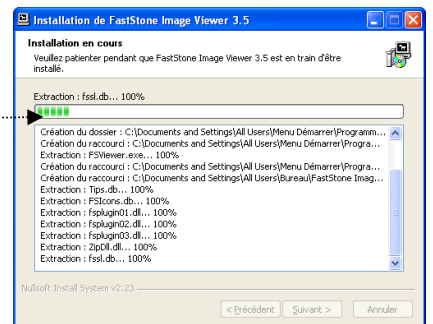 Installation de FastStone Image Viewer 3.5
Installation en cours
Veuillez patienter pendant que FastStone Image Viewer 3.5 est en train d'être
installé.
Extraction : fssl.db... 100%
Création du dossier : C:\Documents and Settings\All Users\Menu Démarrer\Programm...
Création du raccourci : C:\Documents and Settings\All Users\Menu Démarrer\Progra...
Extraction : FSViewer.exe... 100%
Création du raccourci : C:\Documents and Settings\All Users\Menu Démarrer\Progra...
Création du raccourci : C:\Documents and Settings\All Users\Bureau\FastStone Imag...
Extraction : Tips.db... 100%
Extraction : FSIcons.db... 100%
Extraction : fsplugin01.dll... 100%
Extraction : fsplugin02.dll... 100%
Extraction : fsplugin03.dll... 100%
Extraction : ZipDll.dll... 100%
Extraction : fssl.db... 100%
Nullsoft Install System v2.23
< Précédent
Suivant >
Annuler